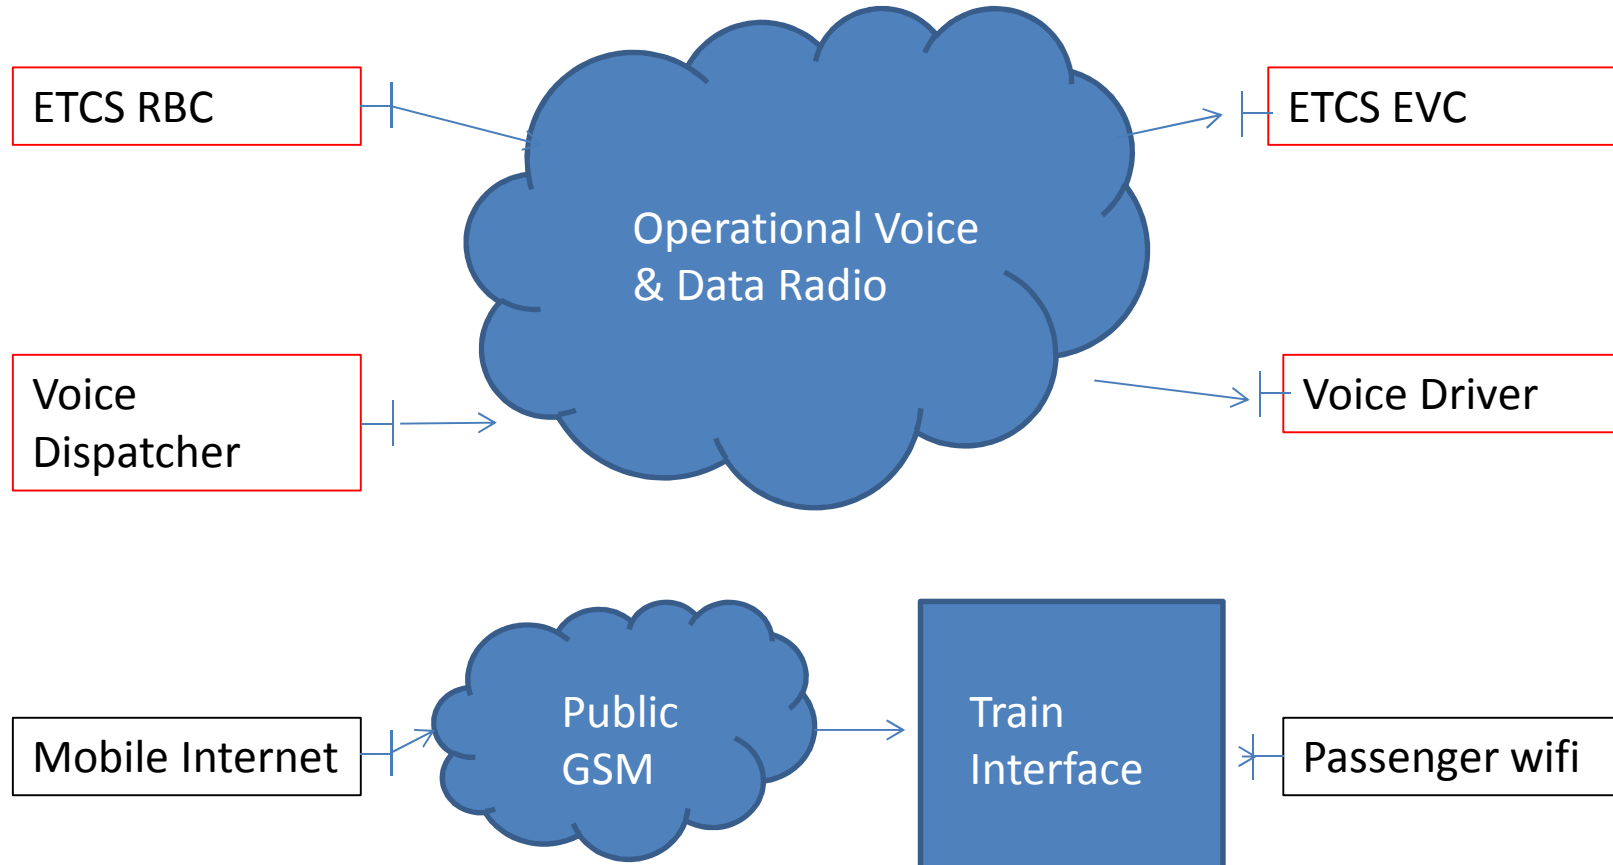 ETCS RBC
ETCS EVC
Operational Voice
& Data Radio
Voice
Dispatcher
Voice Driver
Mobile Internet
Public
GSM
Train
Interface
Passenger wifi